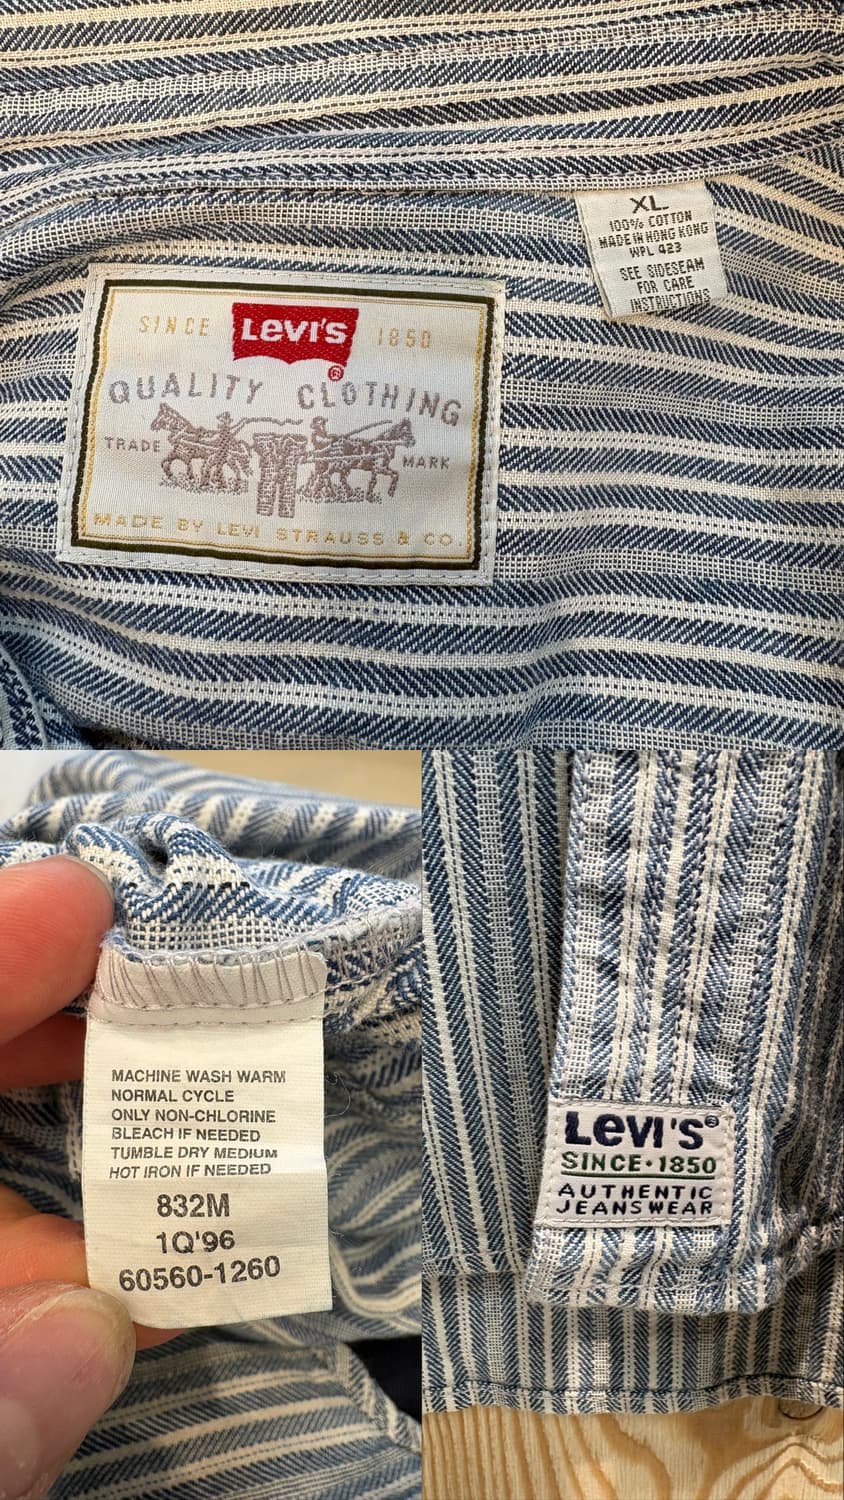 XL
100% COTTON
MADE IN HONG KONG
WPL 423
SEE SIDESEAM
FOR CARE
INSTRUCTIONS
SINCE LEVI'S ® 1850
QUALITY CLOTHING
TRADE MARK
MADE BY LEVI STRAUSS & CO.
MACHINE WASH WARM
NORMAL CYCLE
ONLY NON-CHLORINE
BLEACH IF NEEDED
TUMBLE DRY MEDIUM
HOT IRON IF NEEDED
832M
1Q'96
60560-1260
LEVI'S®
SINCE•1850
AUTHENTIC
JEANSWEAR